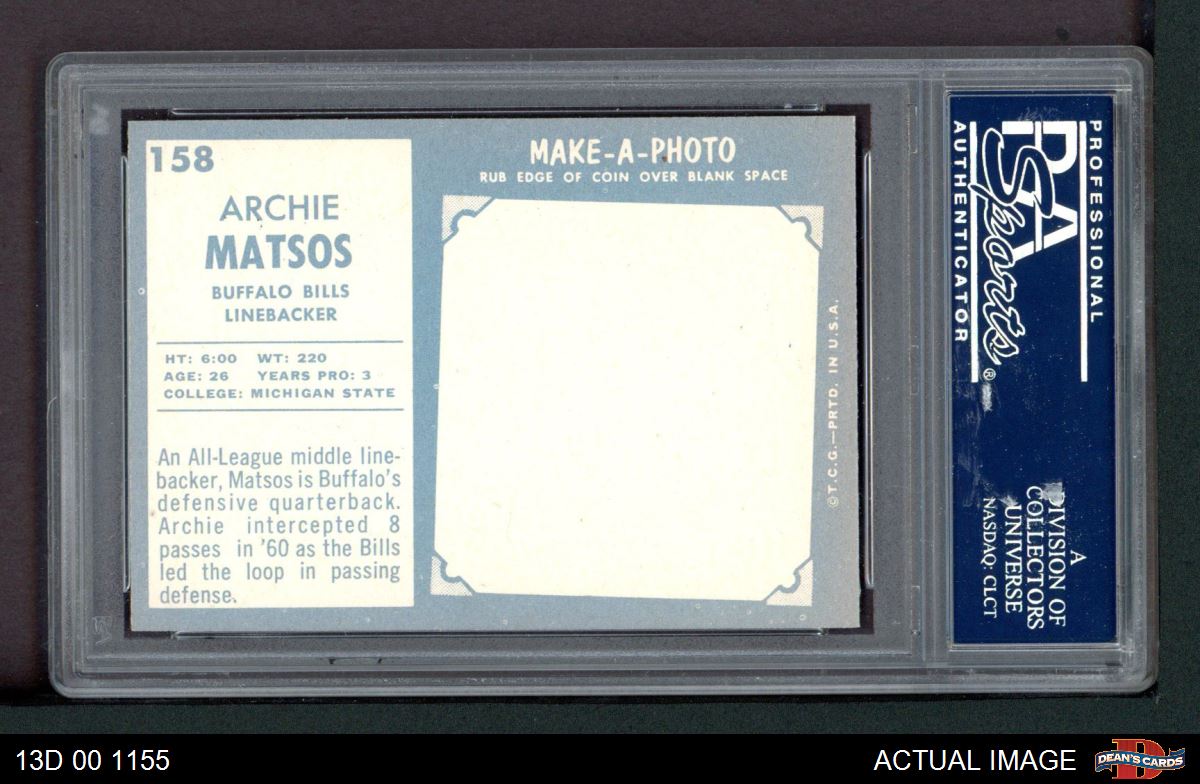 158
ARCHIE
MATSOS
BUFFALO BILLS
LINEBACKER
HT: 6:00 WT: 220
AGE: 26 YEARS PRO: 3
COLLEGE: MICHIGAN STATE
An All-League middle line-
backer, Matsos is Buffalo's
defensive quarterback.
Archie intercepted 8
passes in '60 as the Bills
led the loop in passing
defense.
MAKE-A-PHOTO
RUB EDGE OF COIN OVER BLANK SPACE
©T.C.G.—PRTD. IN U.S.A.
PROFESSIONAL
PSA
Sports®
AUTHENTICATOR
A
DIVISION OF
COLLECTORS
UNIVERSE
NASDAQ: CLCT
13D 00 1155
ACTUAL IMAGE
D
DEAN'S CARDS